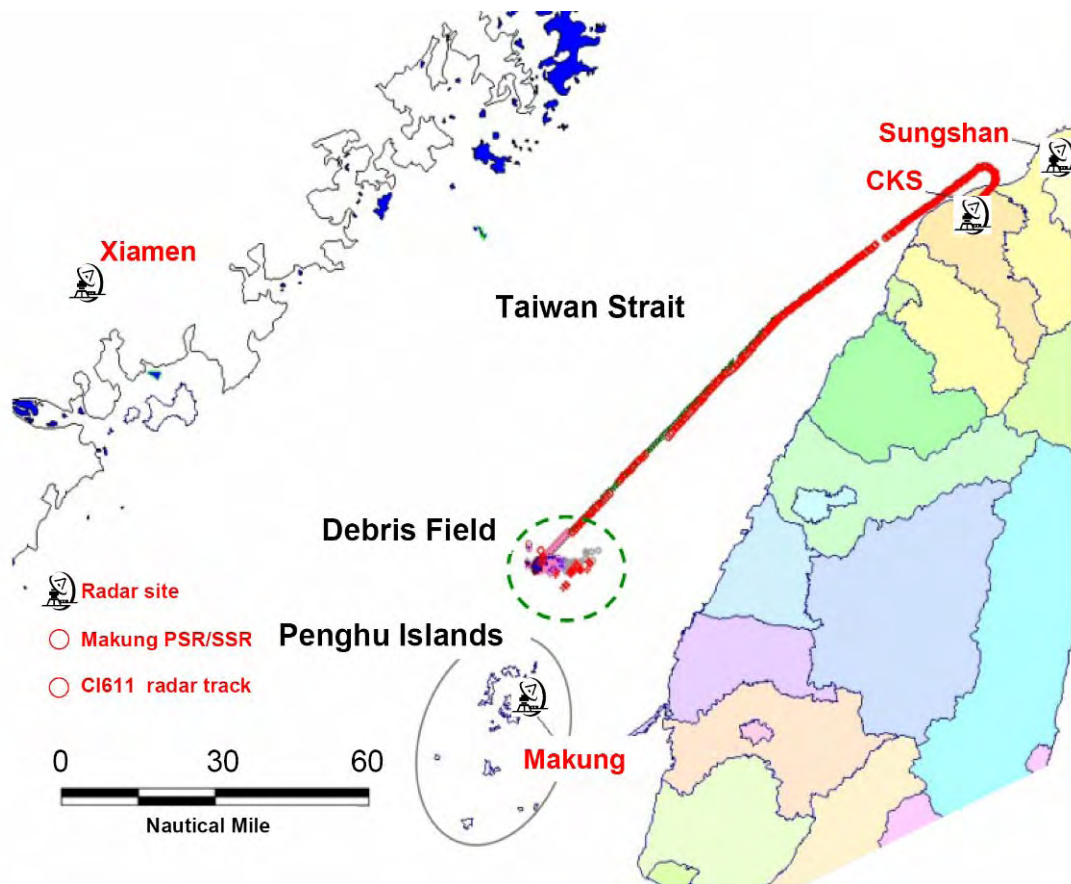 Sungshan
CKS
Xiamen
Taiwan Strait
Debris Field
Radar site
Makung PSR/SSR
Penghu Islands
CI611 radar track
Makung
0 30 60
Nautical Mile